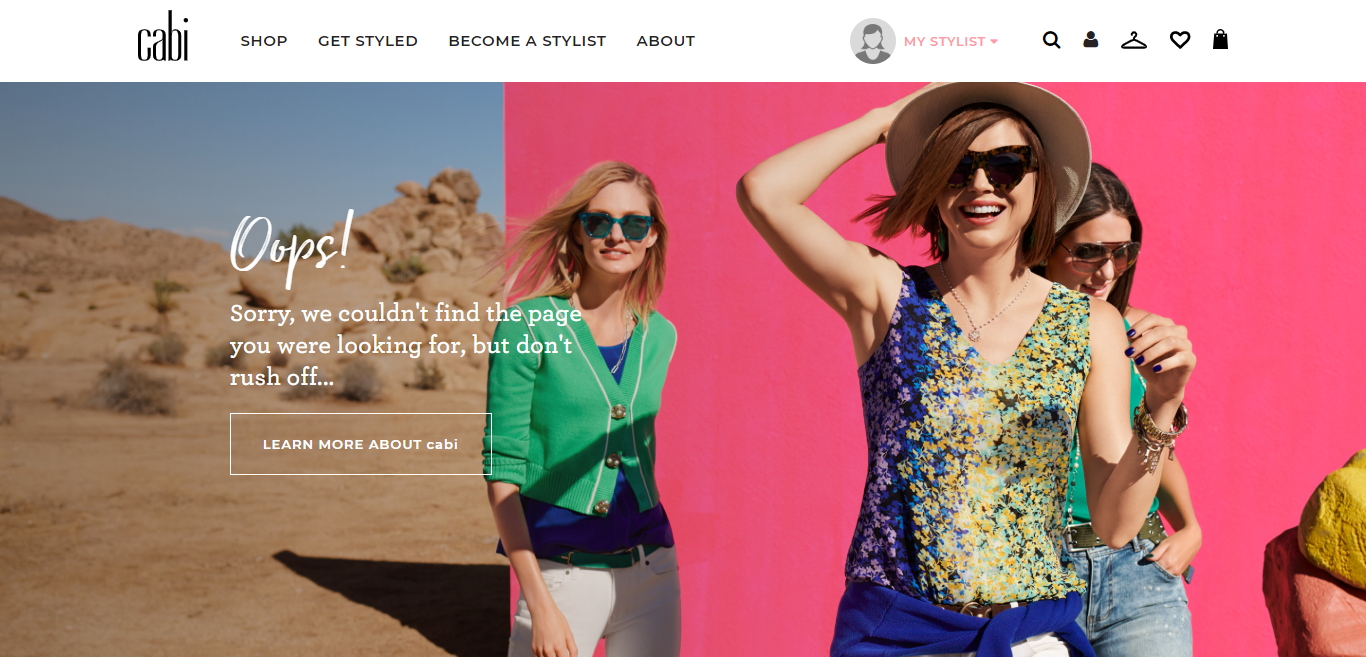 cabi
SHOP
GET STYLED
BECOME A STYLIST
ABOUT
MY STYLIST
Oops!
Sorry, we couldn't find the page
you were looking for, but don't
rush off...
LEARN MORE ABOUT cabi